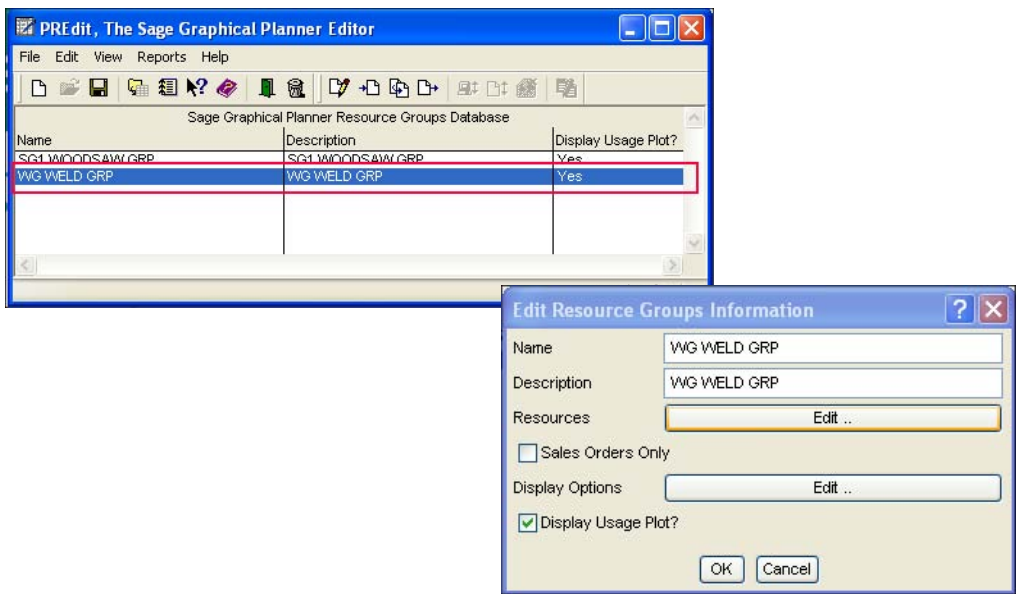 PREdit, The Sage Graphical Planner Editor
File Edit View Reports Help
Sage Graphical Planner Resource Groups Database
Name Description Display Usage Plot?
SG1 WOODSAW GRP SG1 WOODSAW GRP Yes
WG WELD GRP WG WELD GRP Yes
Edit Resource Groups Information
Name WG WELD GRP
Description WG WELD GRP
Resources Edit ..
Sales Orders Only
Display Options Edit ..
Display Usage Plot?
OK Cancel